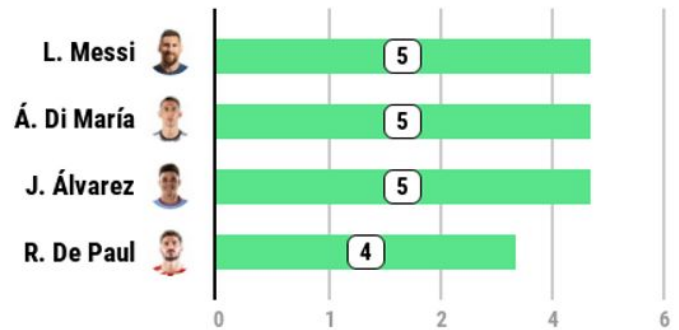 L. Messi 5
Á. Di María 5
J. Álvarez 5
R. De Paul 4
0 1 2 4 6